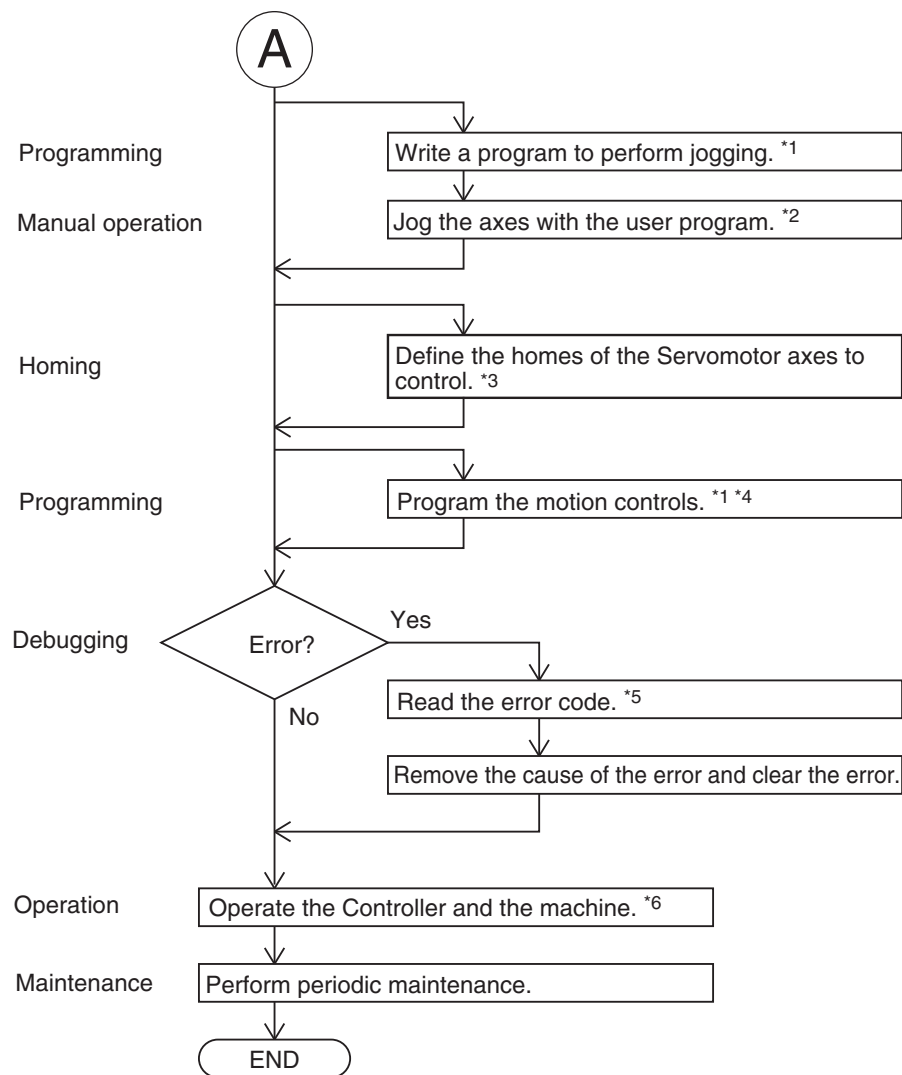 A
Programming
Write a program to perform jogging. *1
Manual operation
Jog the axes with the user program. *2
Homing
Define the homes of the Servomotor axes to
control. *3
Programming
Program the motion controls. *1 *4
Debugging
Error?
Yes
No
Read the error code. *5
Remove the cause of the error and clear the error.
Operation
Operate the Controller and the machine. *6
Maintenance
Perform periodic maintenance.
END